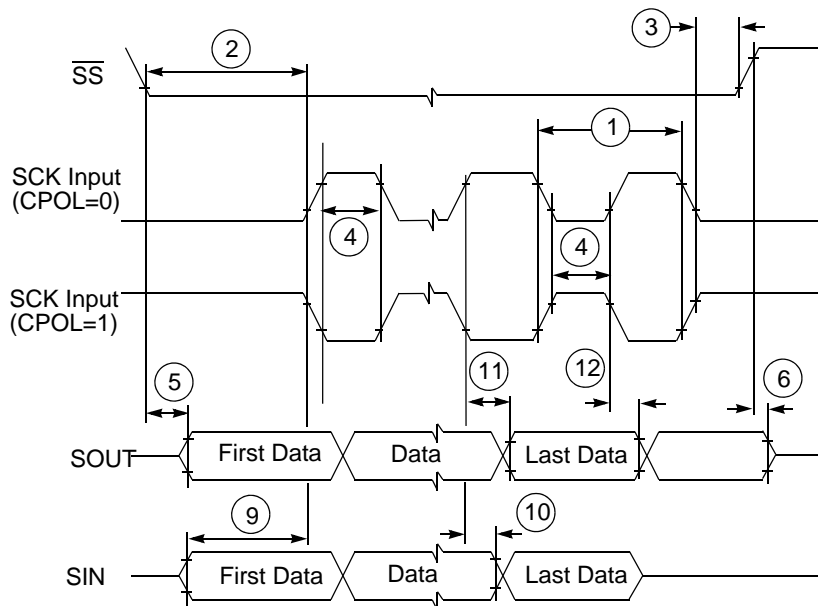 3
2
S̅S̅
1
SCK Input
(CPOL=0)
4
4
SCK Input
(CPOL=1)
5
11
12
6
SOUT
First Data
Data
Last Data
9
10
SIN
First Data
Data
Last Data